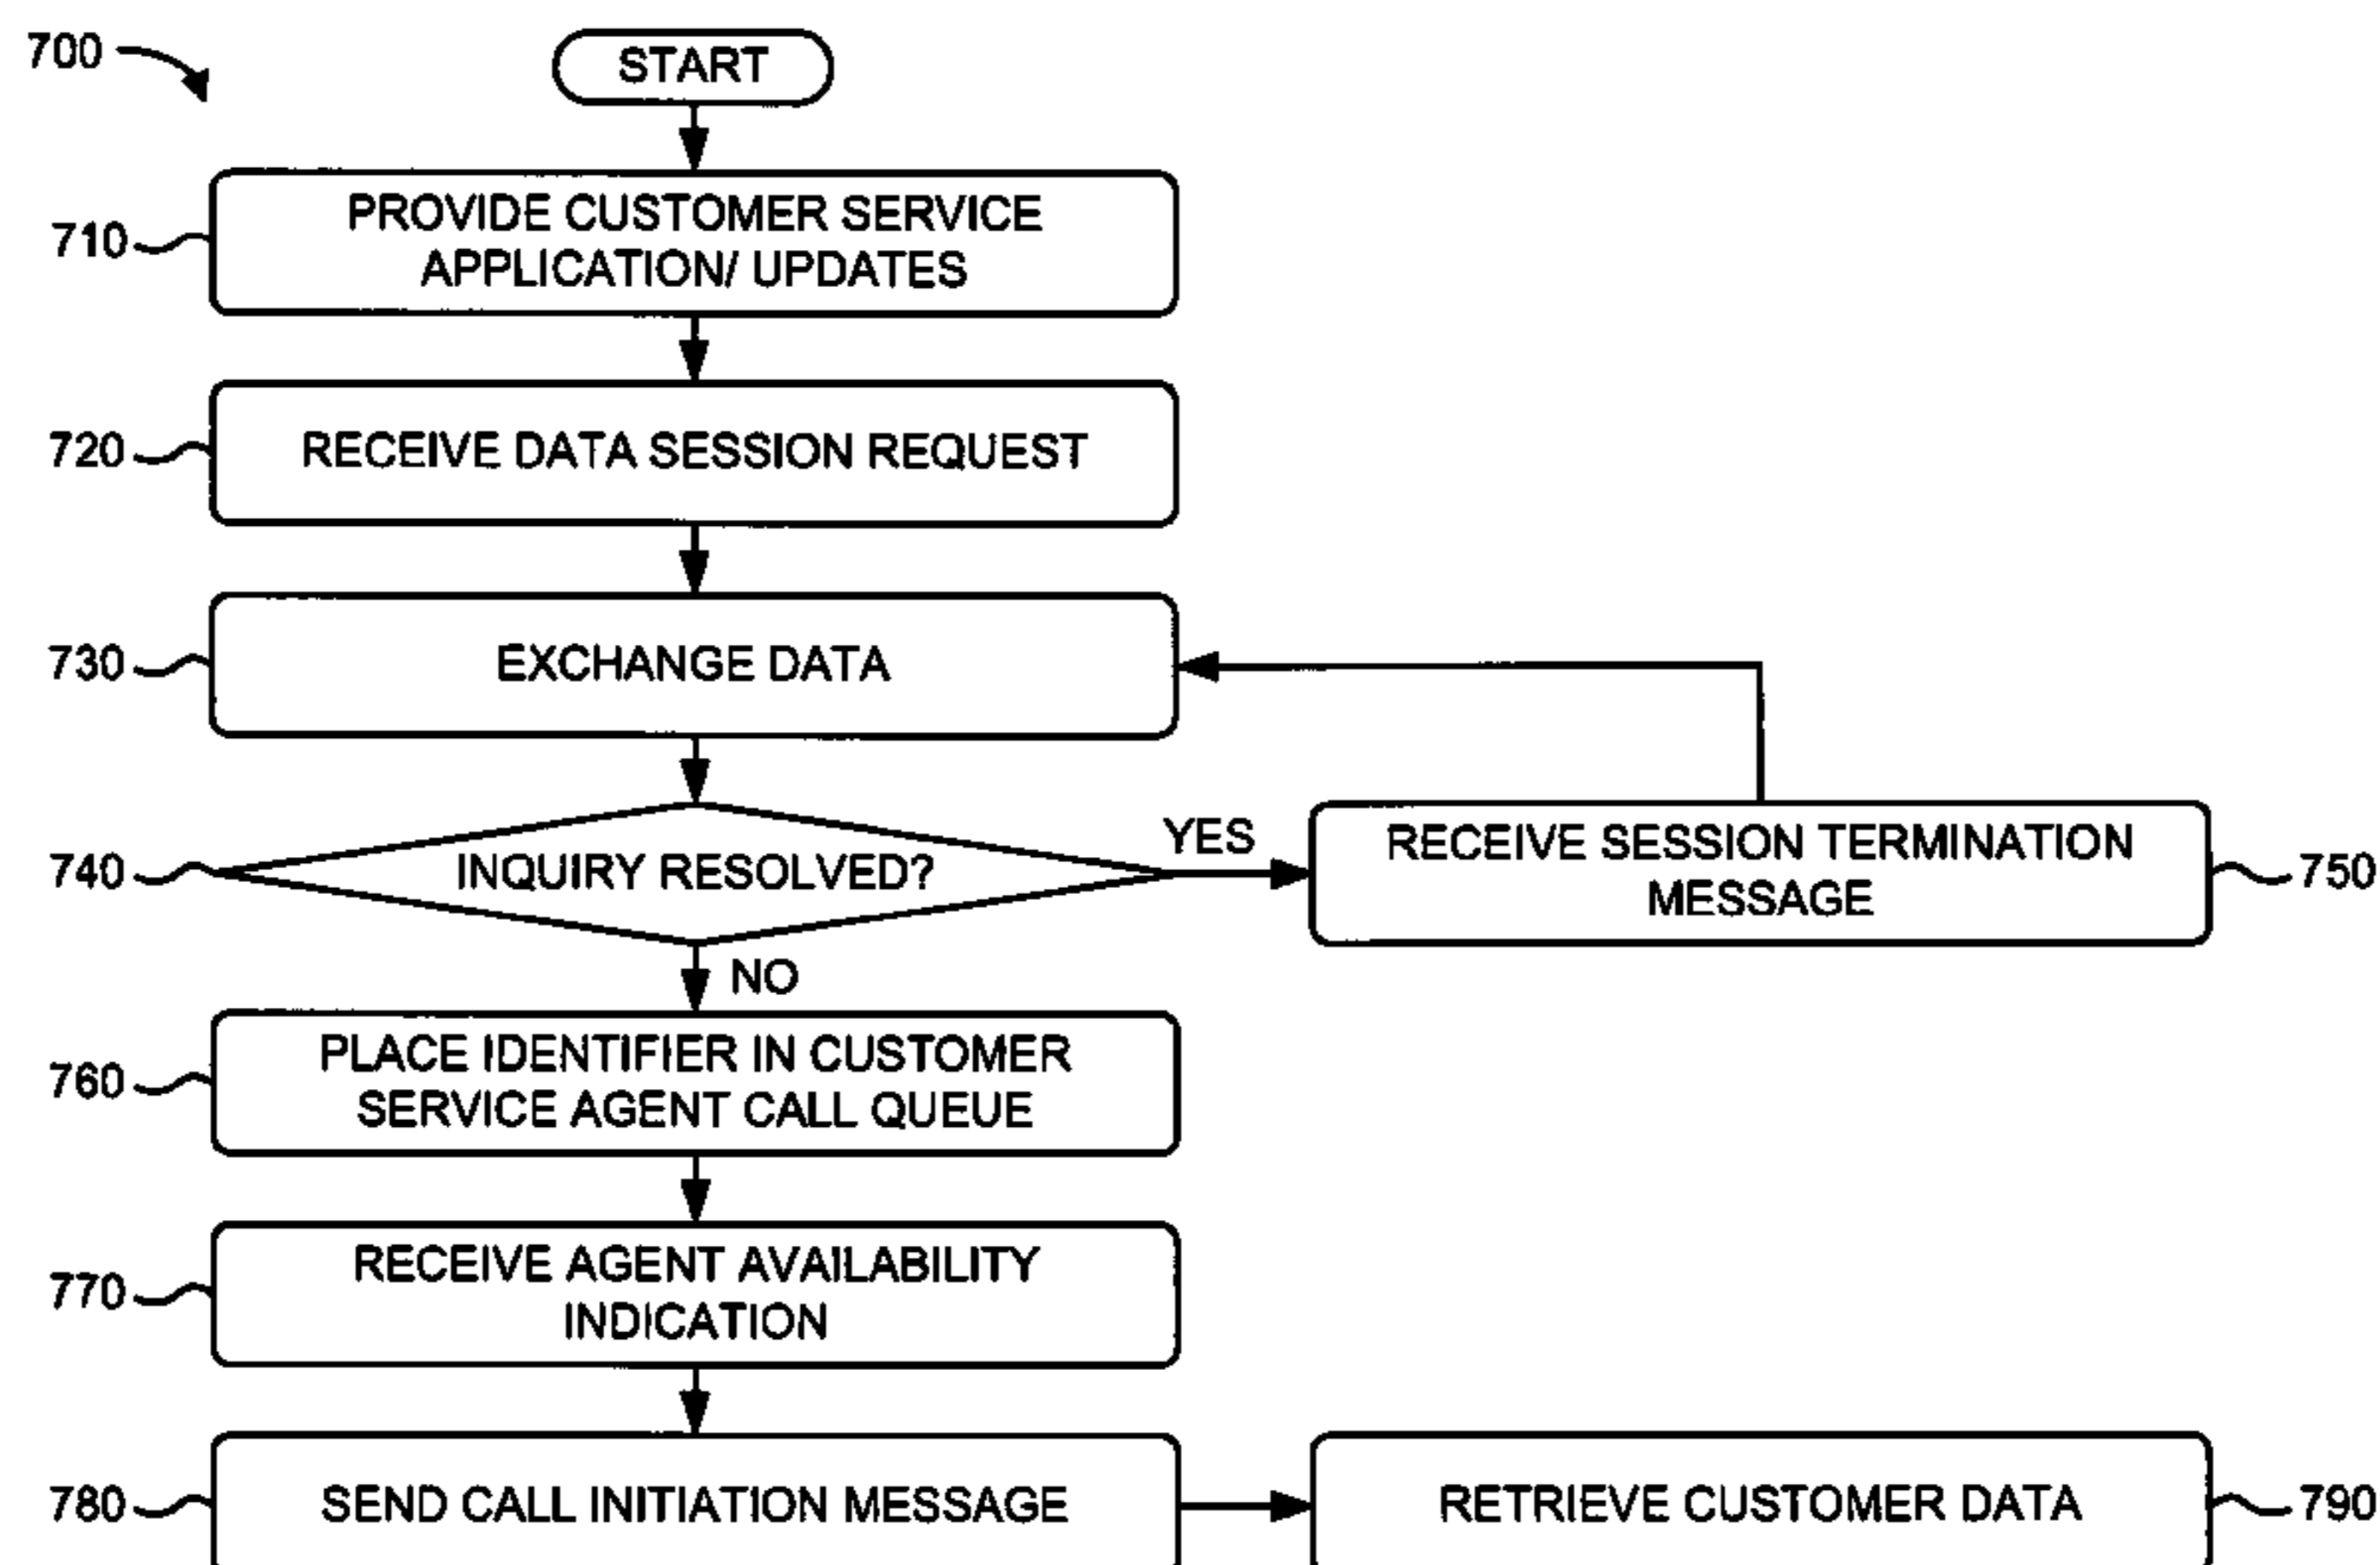 700
START
710
PROVIDE CUSTOMER SERVICE
APPLICATION/ UPDATES
720
RECEIVE DATA SESSION REQUEST
730
EXCHANGE DATA
740
INQUIRY RESOLVED?
YES
RECEIVE SESSION TERMINATION
MESSAGE
750
NO
760
PLACE IDENTIFIER IN CUSTOMER
SERVICE AGENT CALL QUEUE
770
RECEIVE AGENT AVAILABILITY
INDICATION
780
SEND CALL INITIATION MESSAGE
RETRIEVE CUSTOMER DATA
790